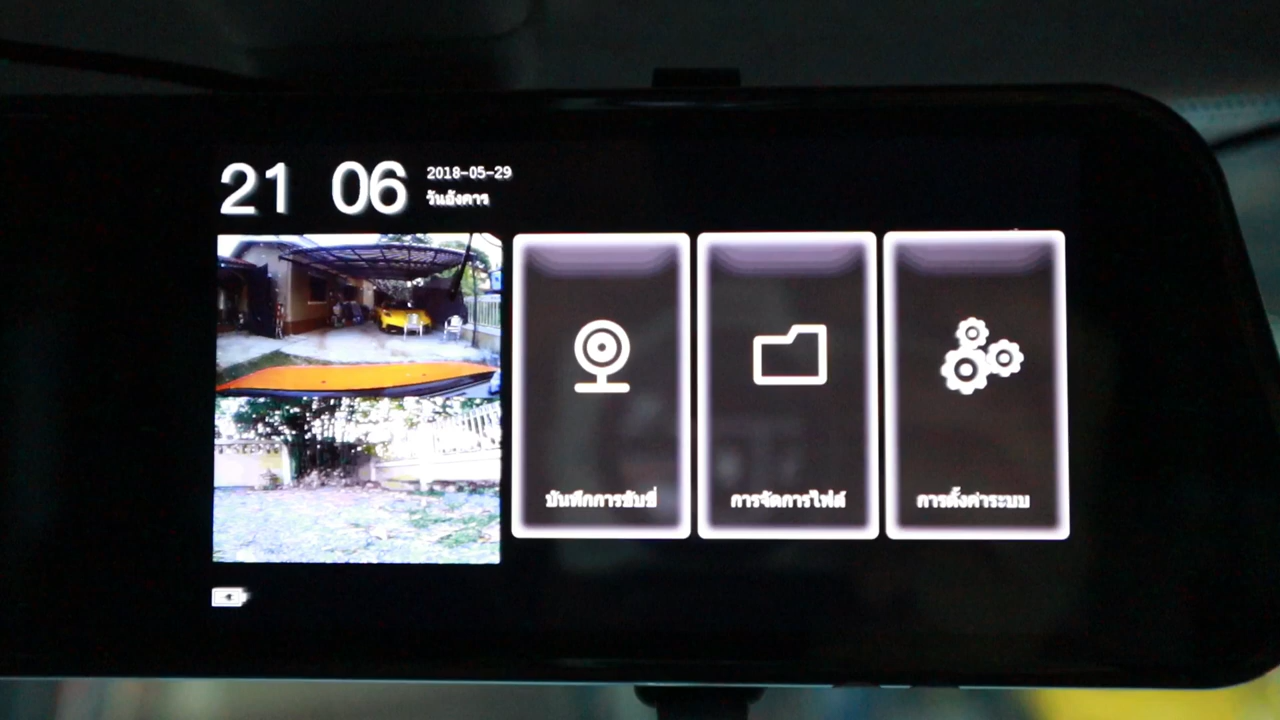 21 06
2018-05-29
วันอังคาร
บันทึกการขับขี่
การจัดการไฟล์
การตั้งค่าระบบ